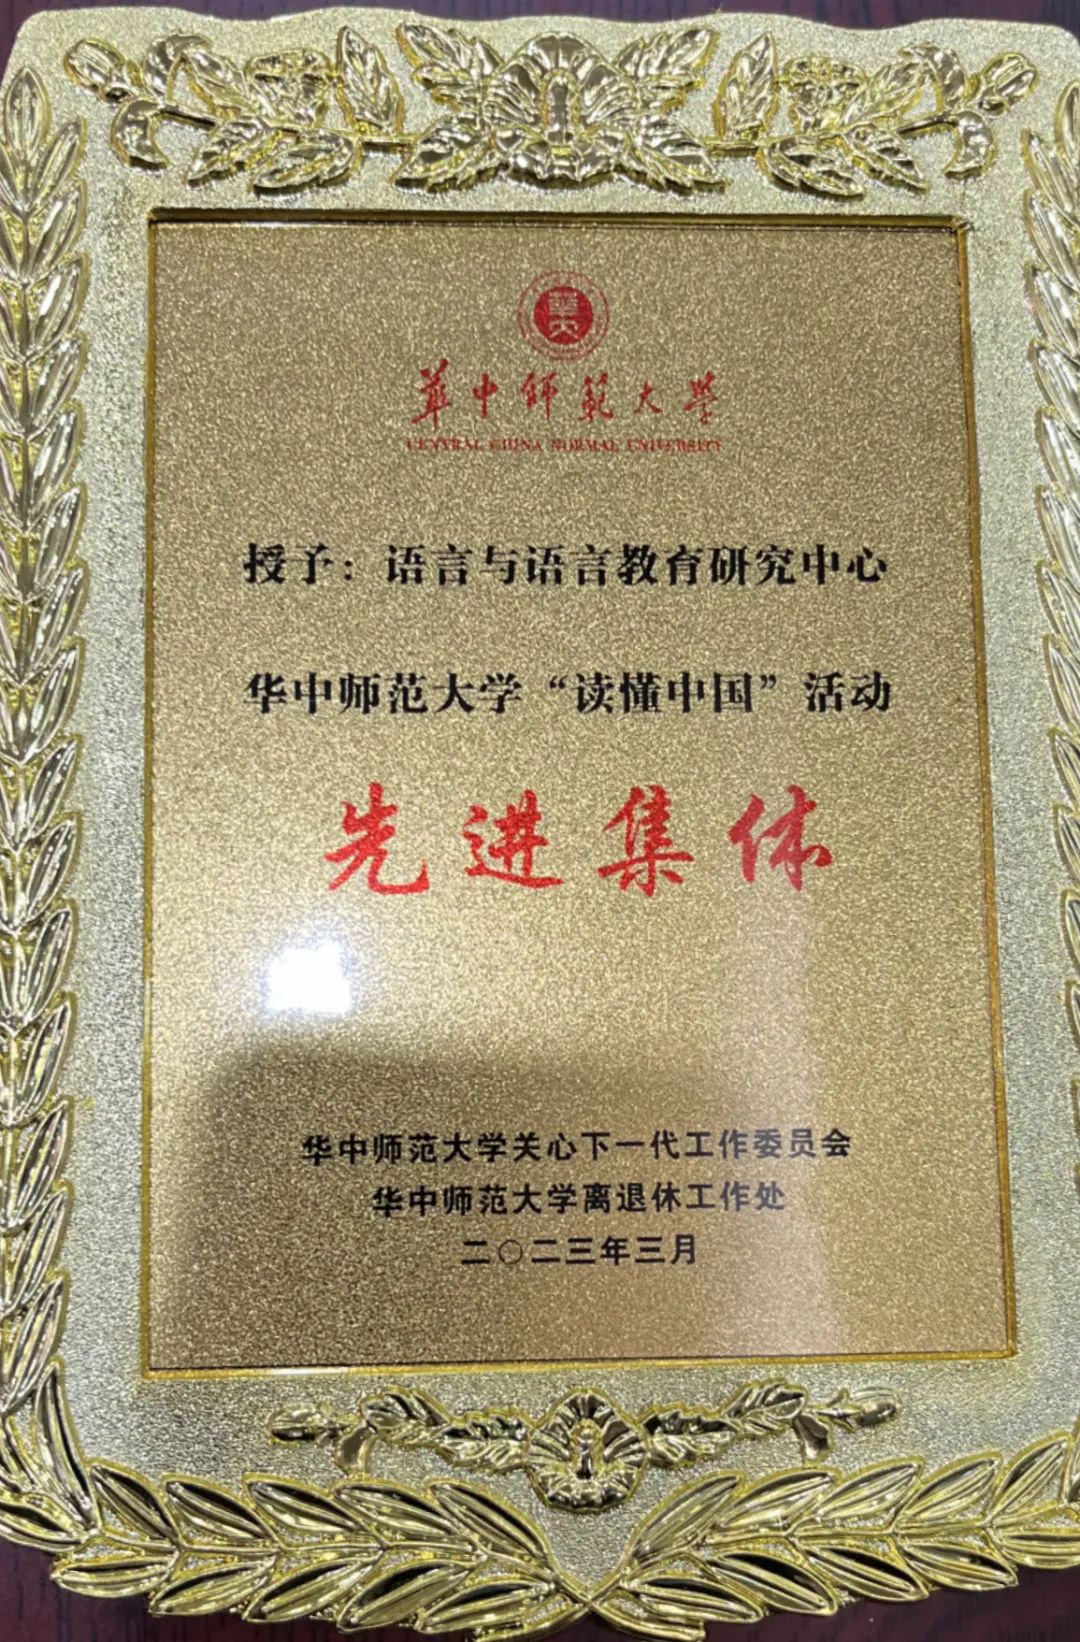 華中师範大學
CENTRAL CHINA NORMAL UNIVERSITY
授予：语言与语言教育研究中心
华中师范大学“读懂中国”活动
先进集体
华中师范大学关心下一代工作委员会
华中师范大学离退休工作处
二〇二三年三月